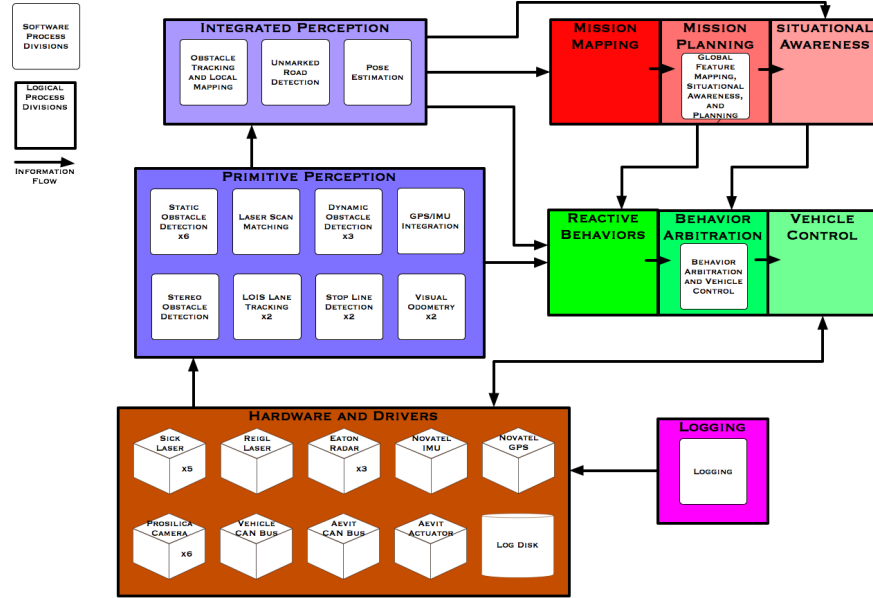 Software
Process
Divisions
Logical
Process
Divisions
Information
Flow
Integrated Perception
Obstacle
Tracking
and Local
Mapping
Unmarked
Road
Detection
Pose
Estimation
Mission
Mapping
Mission
Planning
Global
Feature
Mapping,
Situational
Awareness,
and
Planning
SITUATIONAL
Awareness
Primitive Perception
Static
Obstacle
Detection
x6
Laser Scan
Matching
Dynamic
Obstacle
Detection
x3
GPS/IMU
Integration
Stereo
Obstacle
Detection
LOIS Lane
Tracking
x2
Stop Line
Detection
x2
Visual
Odometry
x2
Reactive
Behaviors
Behavior
Arbitration
Behavior
Arbitration
and Vehicle
Control
Vehicle
Control
Hardware and Drivers
Sick
Laser
x5
Reigl
Laser
Eaton
Radar
x3
Novatel
IMU
Novatel
GPS
Prosilica
Camera
x6
Vehicle
CAN Bus
Aevit
CAN Bus
Aevit
Actuator
Log Disk
Logging
Logging